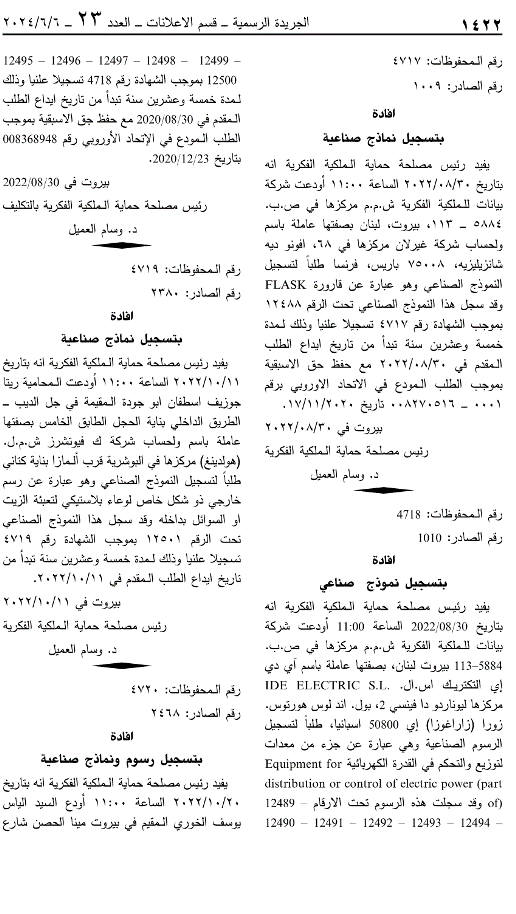 ١٤٢٢
الجريدة الرسمية ــ قسم الاعلانات ــ العدد ٢٣ ــ ٢٠٢٤/٦/٦
رقم المحفوظات: ٤٧١٧
رقم الصادر: ١٠٠٩
افادة
بتسجيل نماذج صناعية
يفيد رئيس مصلحة حماية الملكية الفكرية انه
بتاريخ ٢٠٢٢/٠٨/٣٠ الساعة ١١:٠٠ أودعت شركة
بيانات للملكية الفكرية ش.م.م مركزها في ص.ب.
٥٨٨٤ ــ ١١٣، بيروت، لبنان بصفتها عاملة باسم
ولحساب شركة غيرلان مركزها في ٦٨، افونو ديه
شانزيليزيه، ٧٥٠٠٨ باريس، فرنسا طلباً لتسجيل
النموذج الصناعي وهو عبارة عن قارورة FLASK
وقد سجل هذا النموذج الصناعي تحت الرقم ١٢٤٨٨
بموجب الشهادة رقم ٤٧١٧ تسجيلا علنيا وذلك لمدة
خمسة وعشرين سنة تبدأ من تاريخ ايداع الطلب
المقدم في ٢٠٢٢/٠٨/٣٠ مع حفظ حق الاسبقية
بموجب الطلب المودع في الاتحاد الاوروبي برقم
٠٠٠١ ــ ٠٠٨٢٧٠٥١٦ تاريخ ١٧/١١/٢٠٢٠.
بيروت في ٢٠٢٢/٠٨/٣٠
رئيس مصلحة حماية الملكية الفكرية
د. وسام العميل
رقم المحفوظات: 4718
رقم الصادر: 1010
افادة
بتسجيل نموذج صناعي
يفيد رئيس مصلحة حماية الملكية الفكرية انه
بتاريخ 2022/08/30 الساعة 11:00 أودعت شركة
بيانات للملكية الفكرية ش.م.م مركزها في ص.ب.
113–5884 بيروت لبنان، بصفتها عاملة باسم آي دي
إي التكتريك اس.ال. IDE ELECTRIC S.L.
مركزها ليوناردو دا فينسي 2، بول. اند لوس هورتوس.
زورا (زاراغوزا) إي 50800 اسبانيا، طلباً لتسجيل
الرسوم الصناعية وهي عبارة عن جزء من معدات
لتوزيع والتحكم في القدرة الكهربائية Equipment for
distribution or control of electric power (part
of) وقد سجلت هذه الرسوم تحت الارقام – 12489
12490 – 12491 – 12492 – 12493 – 12494 –
12495 – 12496 – 12497 – 12498 – 12499 –
12500 بموجب الشهادة رقم 4718 تسجيلا علنيا وذلك
لمدة خمسة وعشرين سنة تبدأ من تاريخ ايداع الطلب
المقدم في 2020/08/30 مع حفظ حق الاسبقية بموجب
الطلب المودع في الإتحاد الأوروبي رقم 008368948
بتاريخ 2020/12/23.
بيروت في 2022/08/30
رئيس مصلحة حماية الملكية الفكرية بالتكليف
د. وسام العميل
رقم المحفوظات: ٤٧١٩
رقم الصادر: ٢٣٨٠
افادة
بتسجيل نماذج صناعية
يفيد رئيس مصلحة حماية الملكية الفكرية انه بتاريخ
٢٠٢٢/١٠/١١ الساعة ١١:٠٠ أودعت المحامية ريتا
جوزيف اسطفان ابو جودة المقيمة في جل الديب ــ
الطريق الداخلي بناية الحجل الطابق الخامس بصفتها
عاملة باسم ولحساب شركة ك فيوتشرز ش.م.ل.
(هولدينغ) مركزها في البوشرية قرب ألمازا بناية كتاني
طلباً لتسجيل النموذج الصناعي وهو عبارة عن رسم
خارجي ذو شكل خاص لوعاء بلاستيكي لتعبئة الزيت
او السوائل بداخله وقد سجل هذا النموذج الصناعي
تحت الرقم ١٢٥٠١ بموجب الشهادة رقم ٤٧١٩
تسجيلا علنيا وذلك لمدة خمسة وعشرين سنة تبدأ من
تاريخ ايداع الطلب المقدم في ٢٠٢٢/١٠/١١.
بيروت في ٢٠٢٢/١٠/١١
رئيس مصلحة حماية الملكية الفكرية
د. وسام العميل
رقم المحفوظات: ٤٧٢٠
رقم الصادر: ٢٤٦٨
افادة
بتسجيل رسوم ونماذج صناعية
يفيد رئيس مصلحة حماية الملكية الفكرية انه بتاريخ
٢٠٢٢/١٠/٢٠ الساعة ١١:٠٠ أودع السيد الياس
يوسف الخوري المقيم في بيروت مينا الحصن شارع